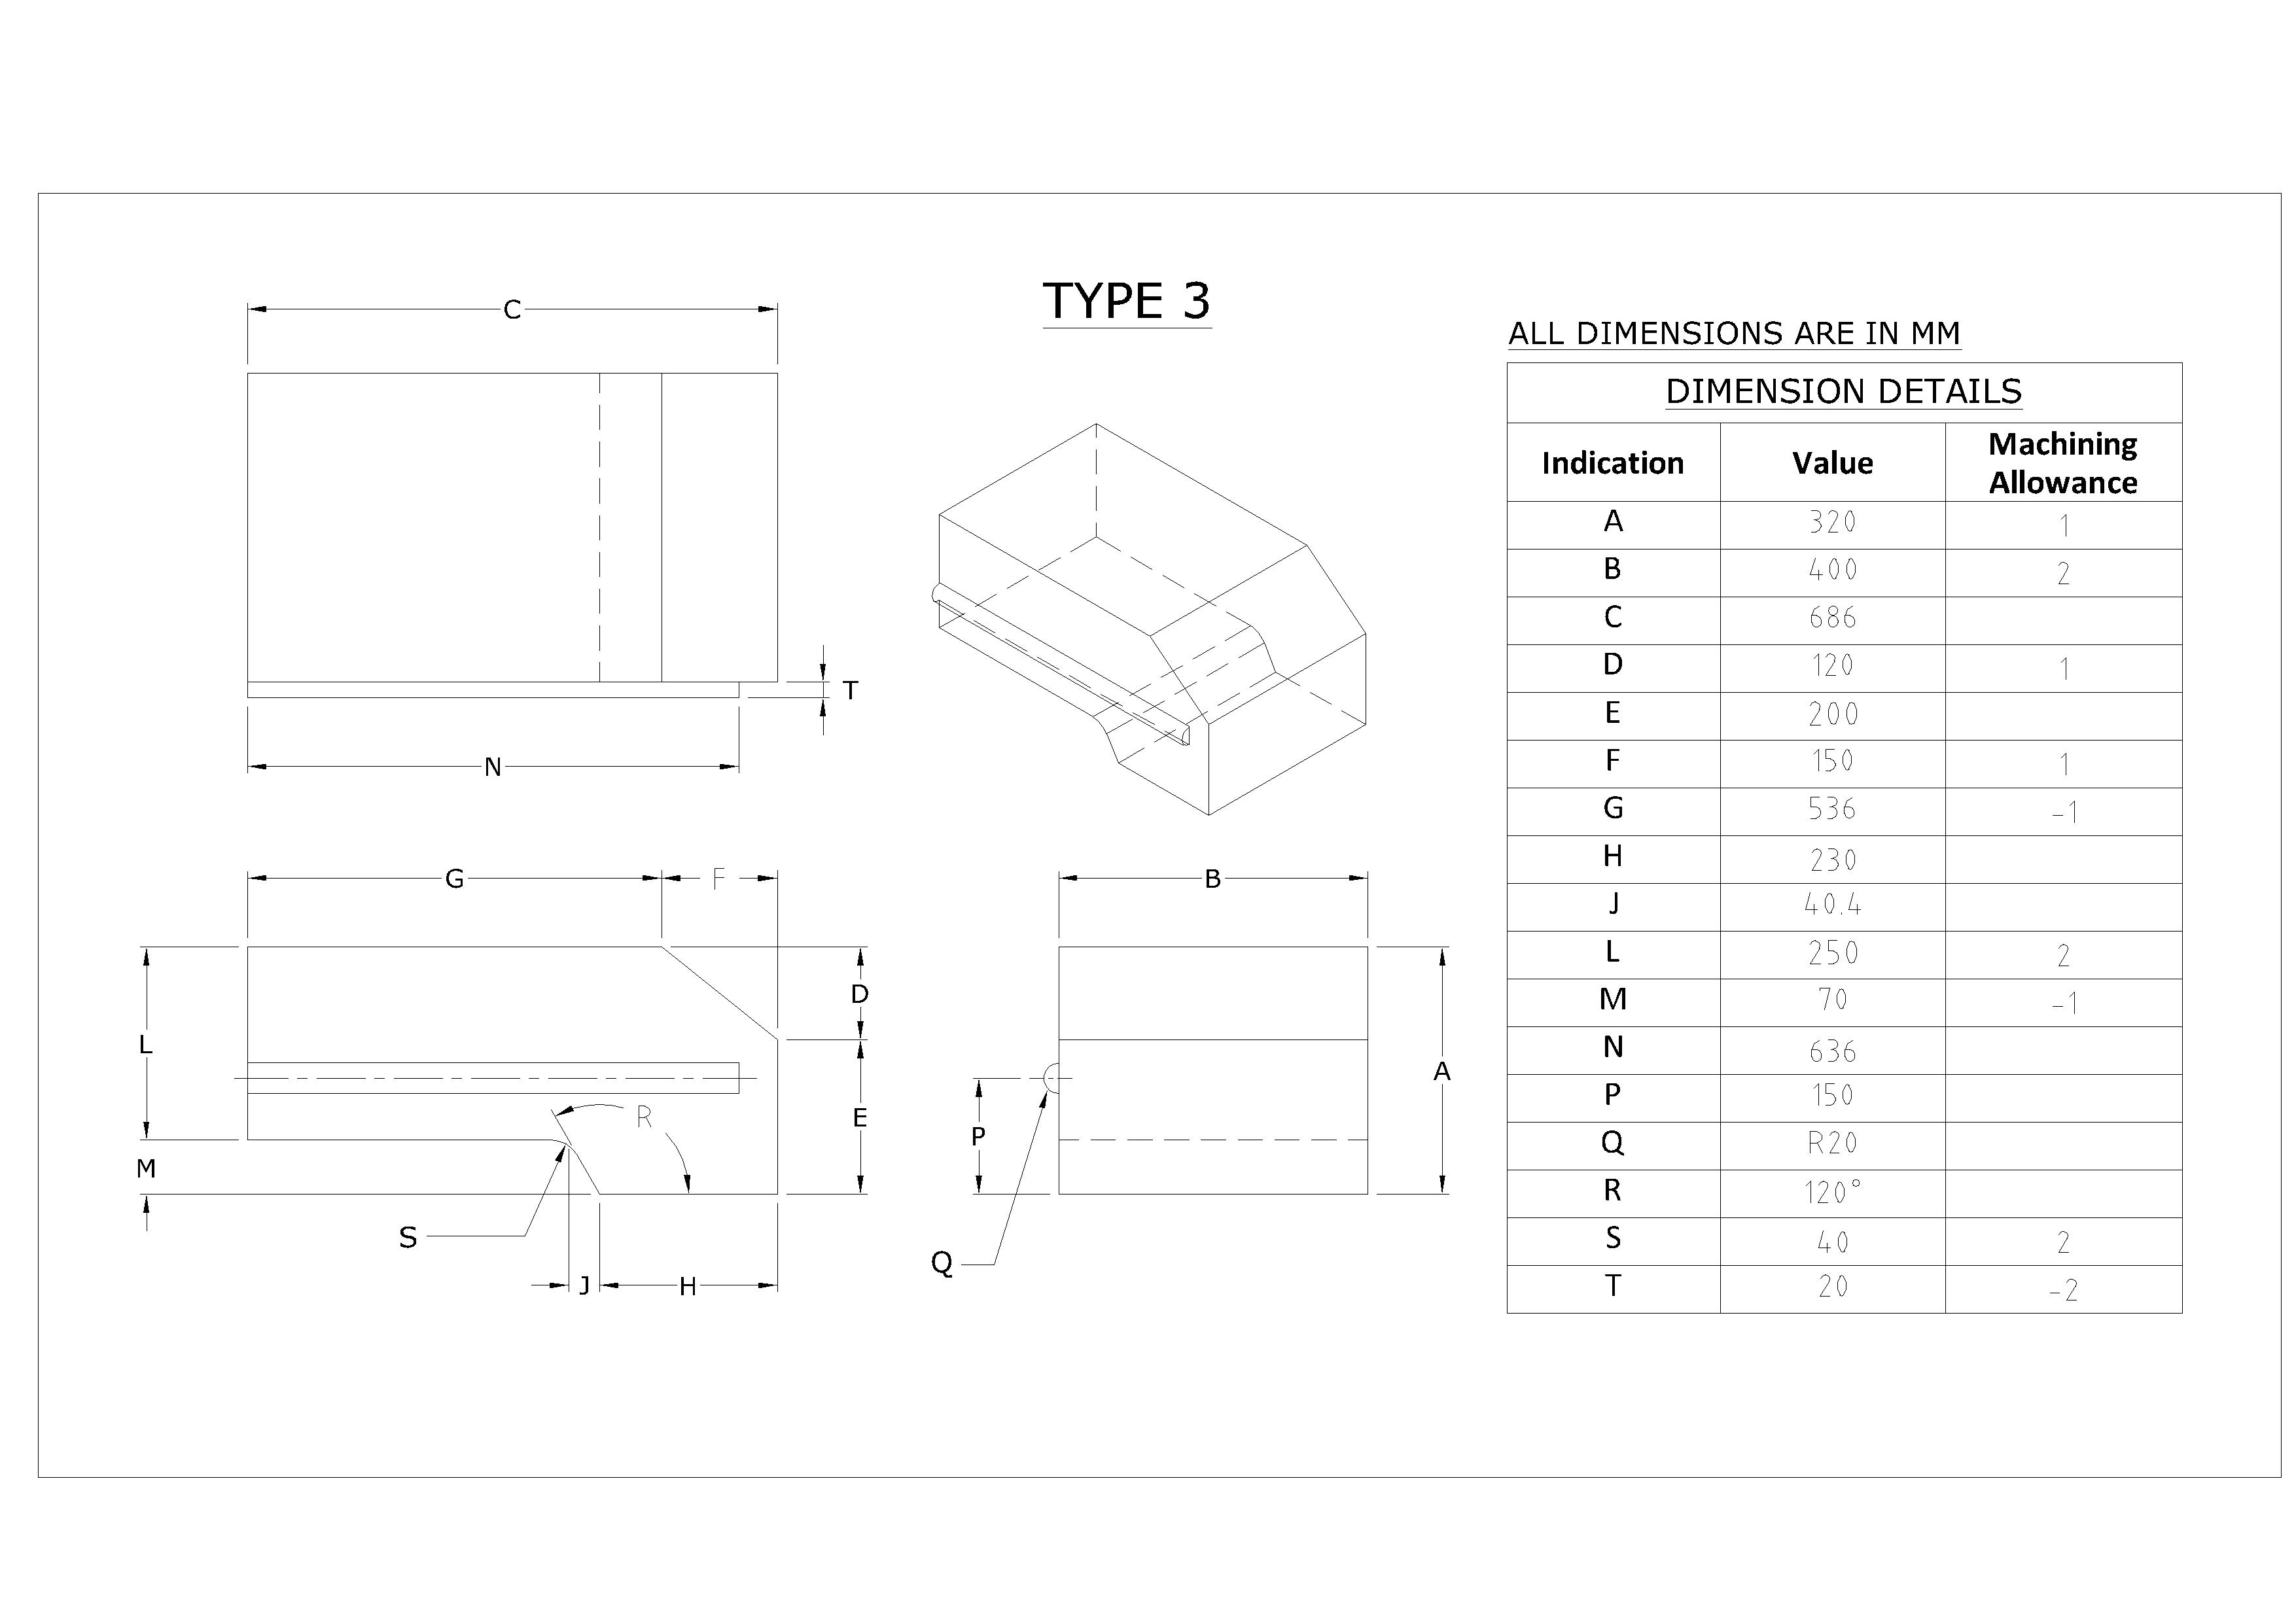 TYPE 3
C
T
N
G
F
B
L
D
A
M
E
R
P
S
Q
J
H
ALL DIMENSIONS ARE IN MM
DIMENSION DETAILS
Indication Value Machining Allowance
A 320 1
B 400 2
C 686
D 120 1
E 200
F 150 1
G 536 -1
H 230
J 40.4
L 250 2
M 70 -1
N 636
P 150
Q R20
R 120°
S 40 2
T 20 -2